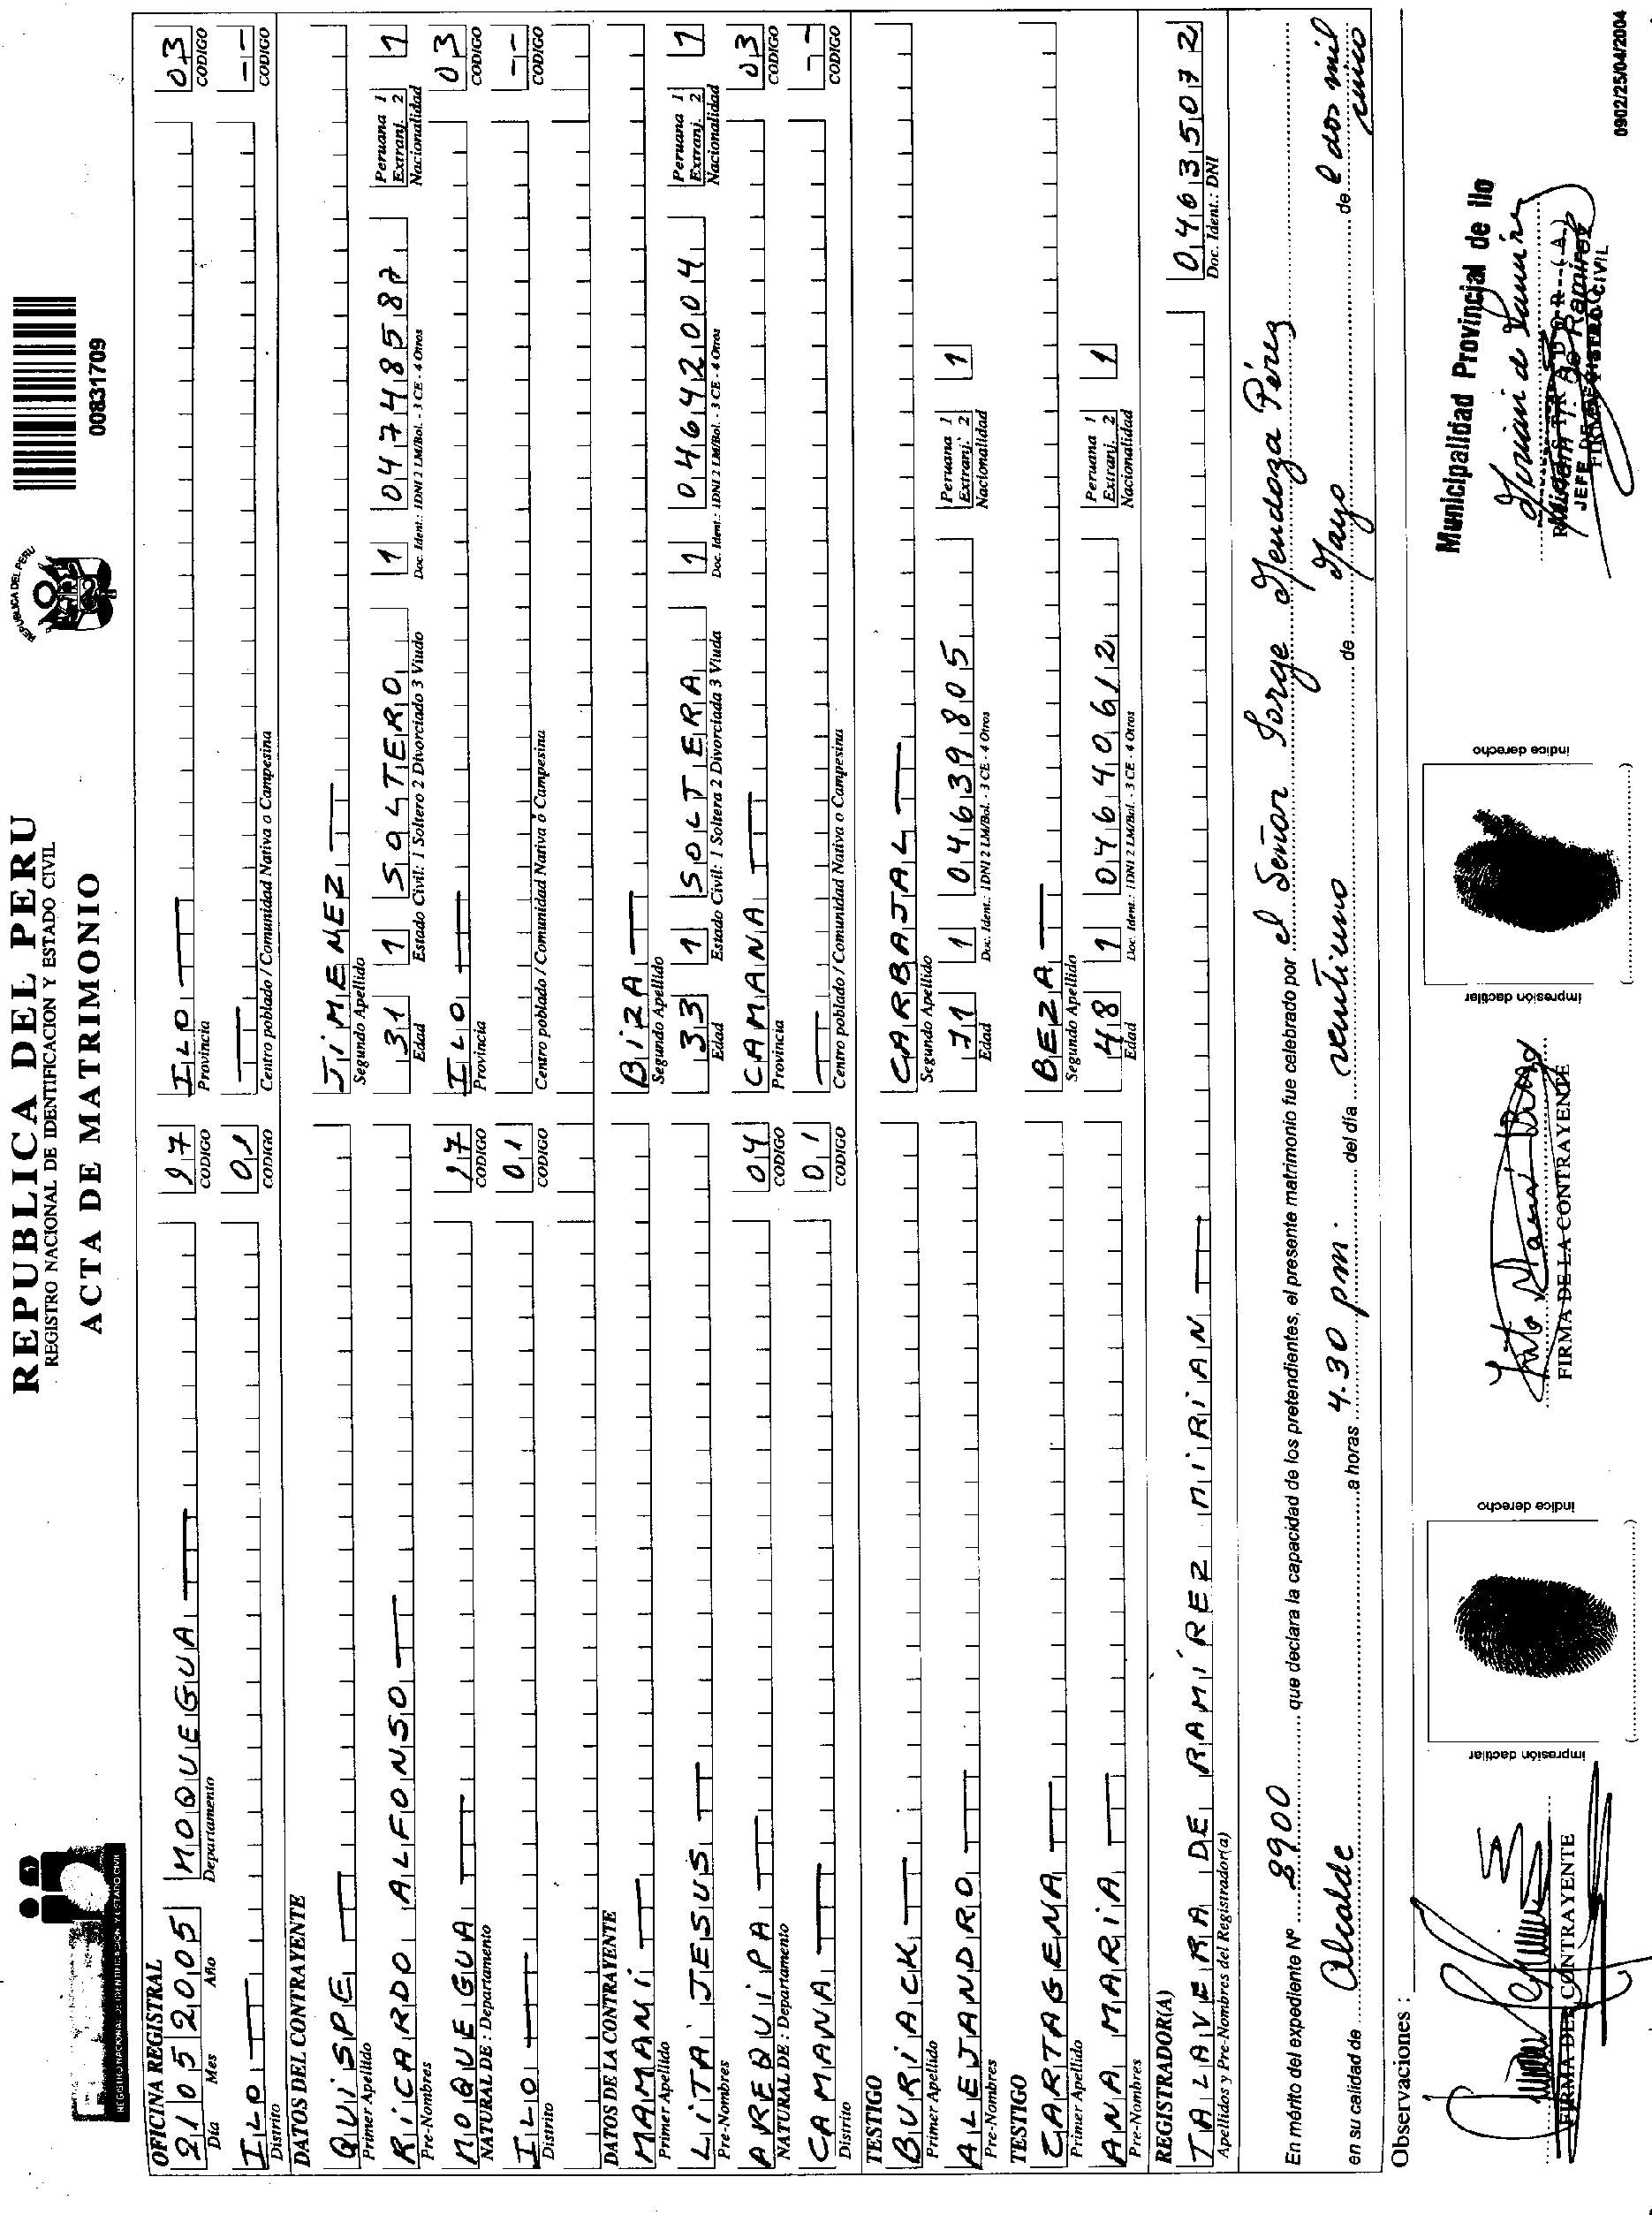 REPUBLICA DEL PERU
REGISTRO NACIONAL DE IDENTIFICACION Y ESTADO CIVIL
ACTA DE MATRIMONIO
REPUBLICA DEL PERU
00831709
REGISTRO NACIONAL DE IDENTIFICACION Y ESTADO CIVIL
OFICINA REGISTRAL
21 05 2005 MOQUEGUA 17 ILO 03
Día Mes Año Departamento CODIGO Provincia CODIGO
ILO 01 --
Distrito CODIGO Centro poblado / Comunidad Nativa o Campesina CODIGO
DATOS DEL CONTRAYENTE
QUiSPE JiMENEZ
Primer Apellido Segundo Apellido
RiCARDO ALFONSO 31 1 SOLTERO 1 04748587 Peruana 1 Extranj. 2 1
Pre-Nombres Edad Estado Civil: 1 Soltero 2 Divorciado 3 Viudo Doc. Ident.: 1DNI 2 LM/Bol. - 3 CE - 4 Otros Nacionalidad
MOQUEGUA 17 ILO 03
NATURAL DE : Departamento CODIGO Provincia CODIGO
ILO 01 --
Distrito CODIGO Centro poblado / Comunidad Nativa ó Campesina CODIGO
DATOS DE LA CONTRAYENTE
MAMANi BiZA
Primer Apellido Segundo Apellido
LiTA JESUS 33 1 SOLTERA 1 04642004 Peruana 1 Extranj. 2 1
Pre-Nombres Edad Estado Civil: 1 Soltera 2 Divorciada 3 Viuda Doc. Ident.: 1DNI 2 LM/Bol. - 3 CE - 4 Otros Nacionalidad
AREQUiPA 04 CAMANA 03
NATURAL DE : Departamento CODIGO Provincia CODIGO
CAMANA 01 --
Distrito CODIGO Centro poblado / Comunidad Nativa o Campesina CODIGO
TESTIGO
BURiACK CARBAJAL
Primer Apellido Segundo Apellido
ALEJANDRO 71 1 04639805 Peruana 1 Extranj. 2 1
Pre-Nombres Edad Doc. Ident.: 1DNI 2 LM/Bol. - 3 CE - 4 Otros Nacionalidad
TESTIGO
CARTAGENA BEZA
Primer Apellido Segundo Apellido
ANA MARiA 48 1 04640612 Peruana 1 Extranj. 2 1
Pre-Nombres Edad Doc. Ident.: 1DNI 2 LM/Bol. - 3 CE - 4 Otros Nacionalidad
REGISTRADOR(A)
TALAVERA DE RAMiREZ MiRiAN 04635072
Apellidos y Pre-Nombres del Registrador(a) Doc. Ident.: DNI
En mérito del expediente Nº 8900 que declara la capacidad de los pretendientes, el presente matrimonio fue celebrado por el Señor Jorge Mendoza Pérez
en su calidad de Alcalde a horas 4.30 pm. del día veintiuno de Mayo de l dos mil cinco
Observaciones :
impresión dactilar índice derecho impresión dactilar índice derecho
Municipalidad Provincial de Ilo
FIRMA DEL CONTRAYENTE FIRMA DE LA CONTRAYENTE
0902/25/04/2004